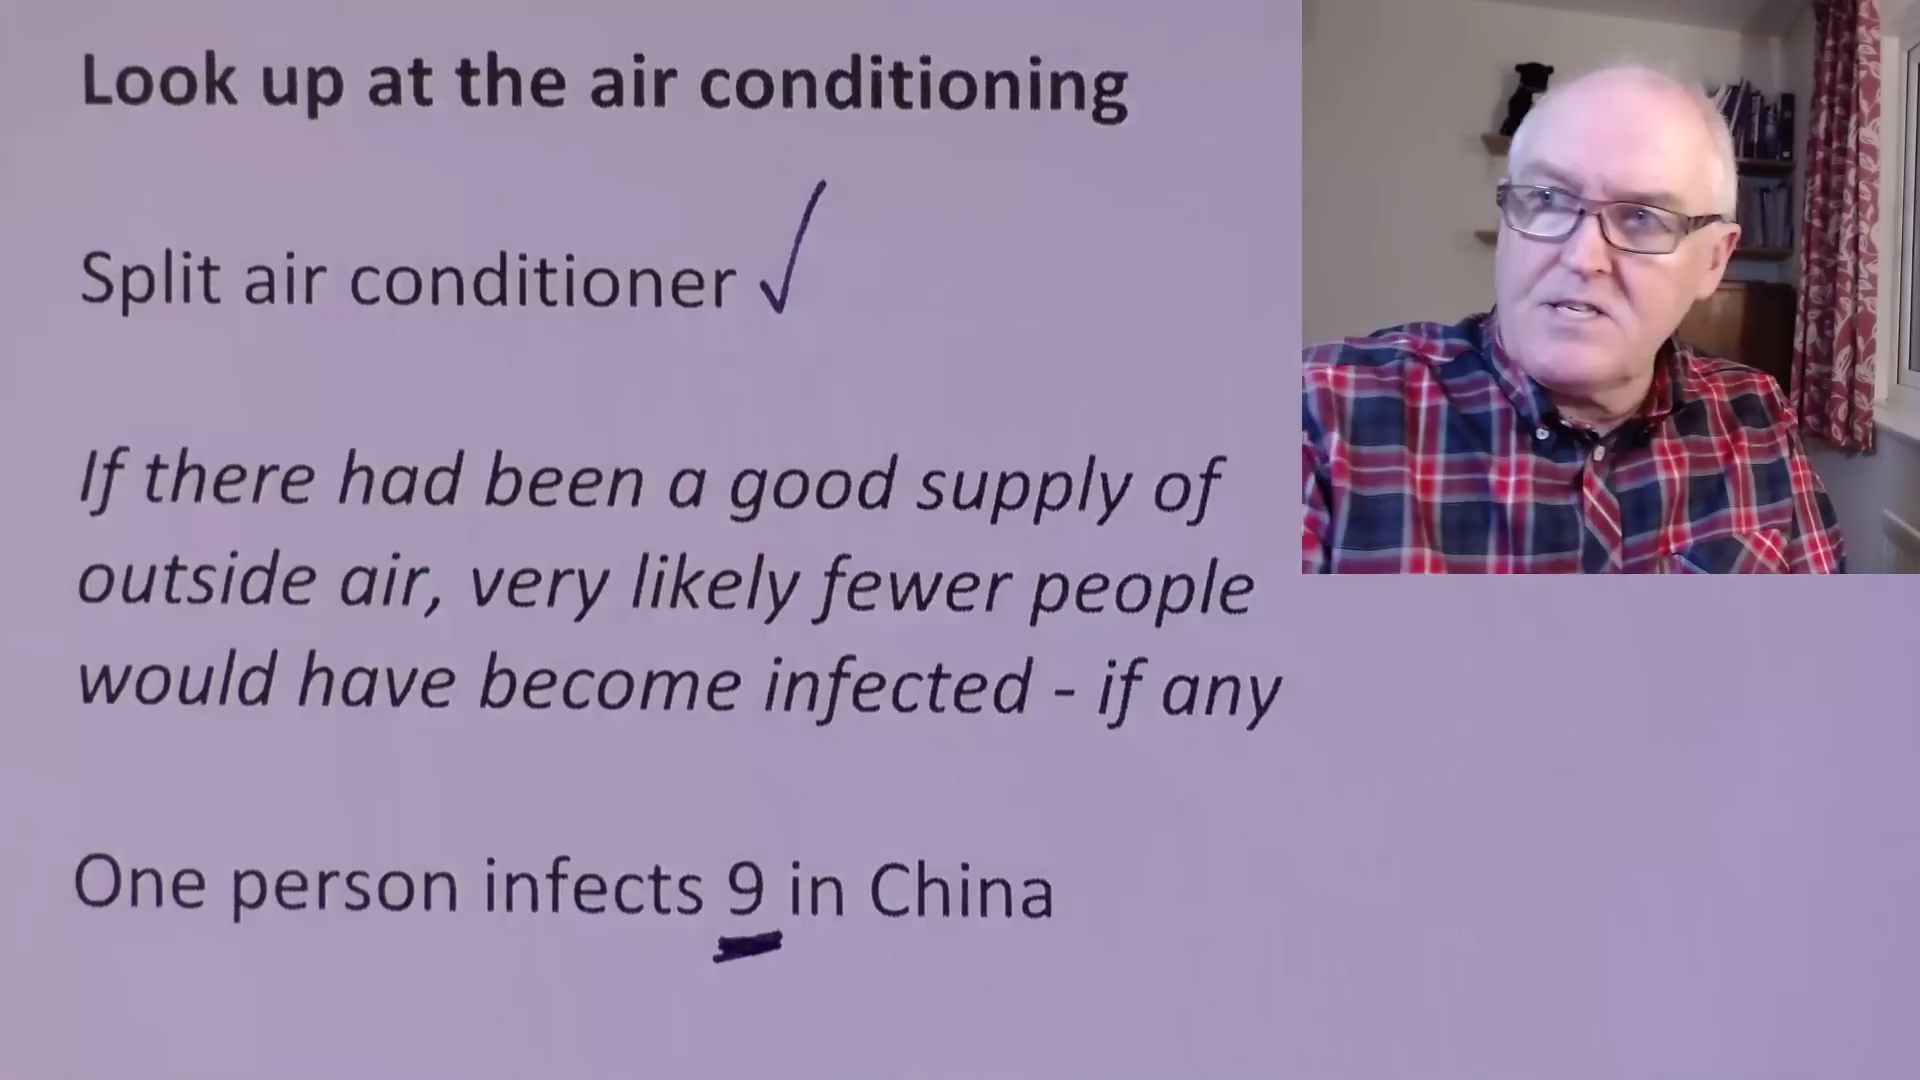 Look up at the air conditioning
Split air conditioner ✓
If there had been a good supply of
outside air, very likely fewer people
would have become infected - if any
One person infects 9 in China